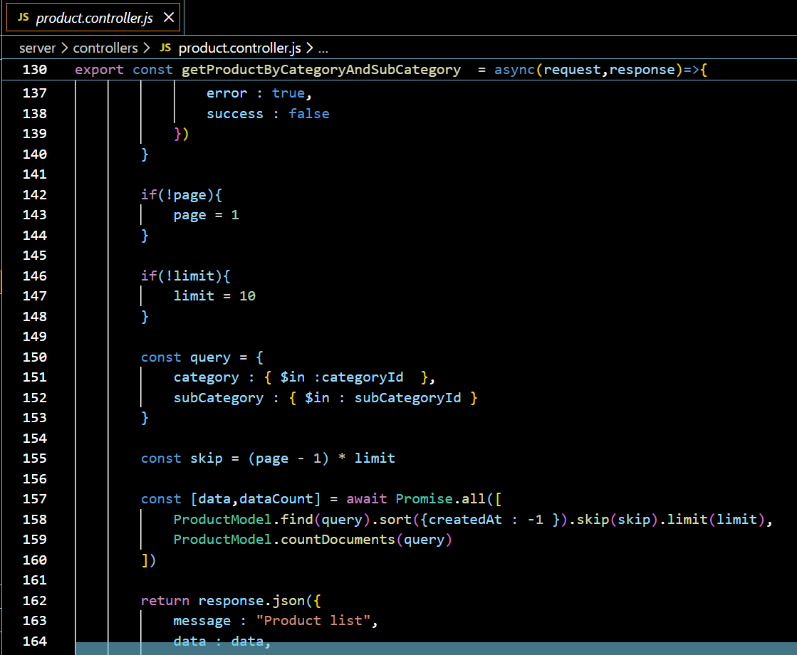 JS product.controller.js ×
server > controllers > JS product.controller.js > ...
130 export const getProductByCategoryAndSubCategory = async(request,response)=>{
137 error : true,
138 success : false
139 })
140 }
141
142 if(!page){
143 page = 1
144 }
145
146 if(!limit){
147 limit = 10
148 }
149
150 const query = {
151 category : { $in :categoryId },
152 subCategory : { $in : subCategoryId }
153 }
154
155 const skip = (page - 1) * limit
156
157 const [data,dataCount] = await Promise.all([
158 ProductModel.find(query).sort({createdAt : -1 }).skip(skip).limit(limit),
159 ProductModel.countDocuments(query)
160 ])
161
162 return response.json({
163 message : "Product list",
164 data : data,